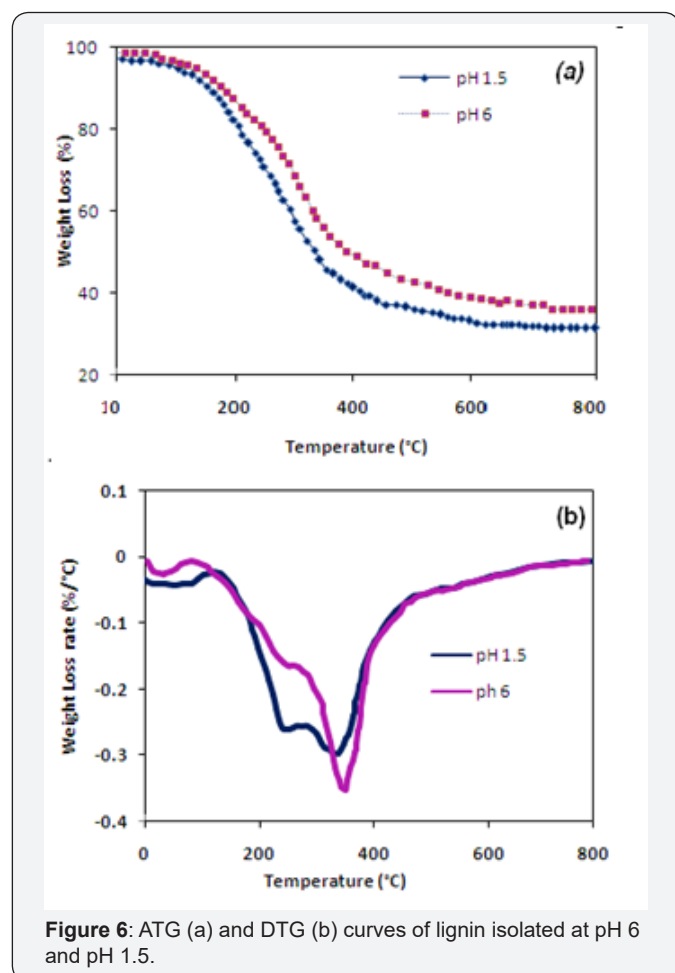 100
80
60
40
20
Weight Loss (%)
(a)
pH 1.5
pH 6
10
200
400
600
800
Temperature (°C)
0.1
0
-0.1
-0.2
-0.3
-0.4
Weight Loss rate (%/°C)
(b)
pH 1.5
ph 6
0
200
400
600
800
Temperature (°C)
Figure 6: ATG (a) and DTG (b) curves of lignin isolated at pH 6
and pH 1.5.